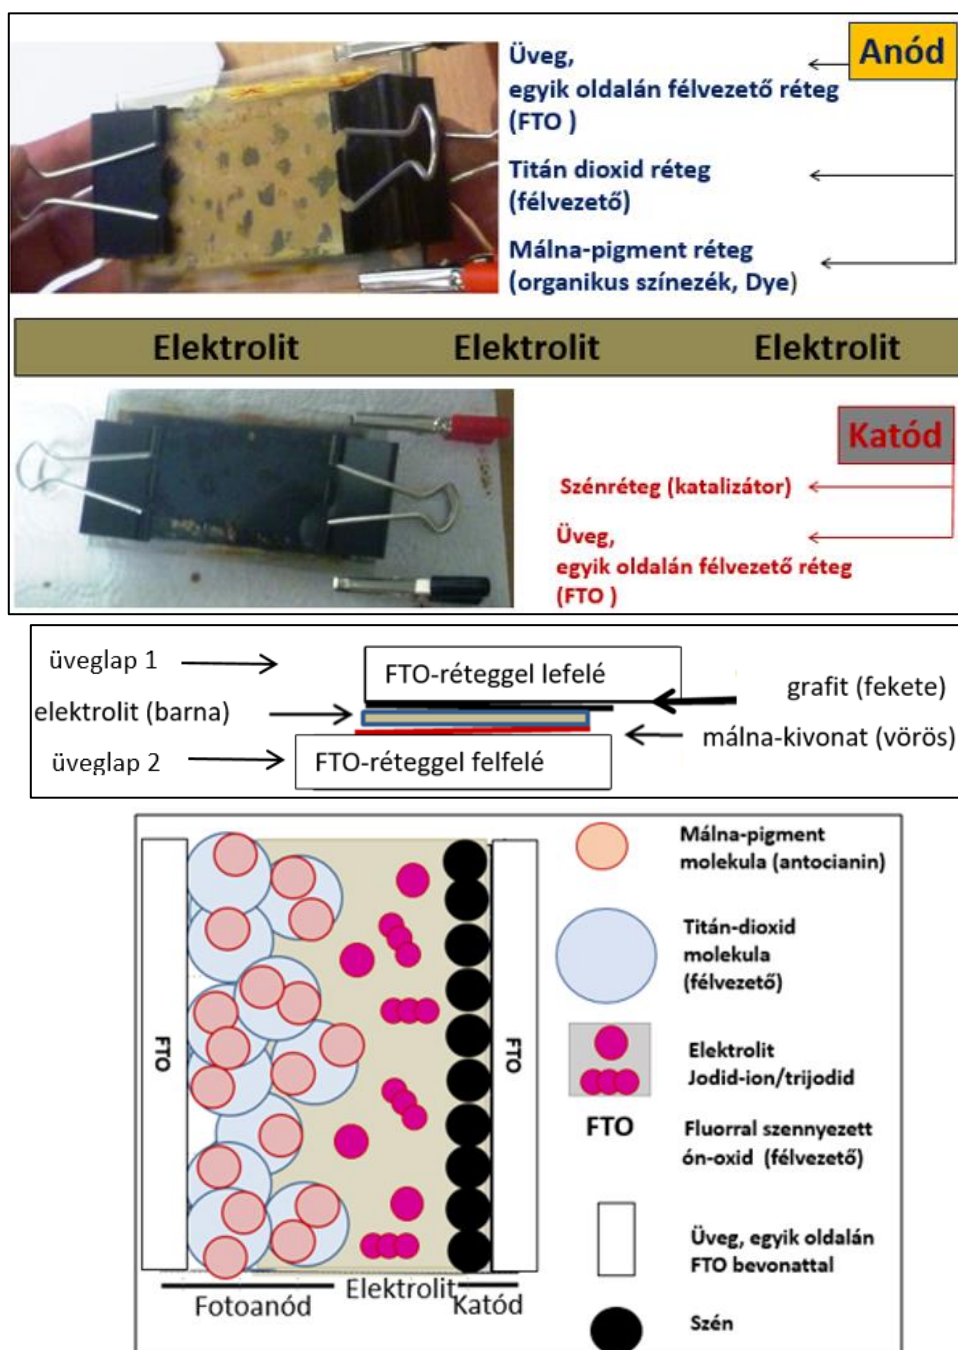 Anód
Üveg,
egyik oldalán félvezető réteg
(FTO )
Titán dioxid réteg
(félvezető)
Málna-pigment réteg
(organikus színezék, Dye)
Elektrolit Elektrolit Elektrolit
Katód
Szénréteg (katalizátor)
Üveg,
egyik oldalán félvezető réteg
(FTO )
üveglap 1
FTO-réteggel lefelé
grafit (fekete)
elektrolit (barna)
málna-kivonat (vörös)
üveglap 2
FTO-réteggel felfelé
FTO
FTO
Fotoanód
Elektrolit
Katód
Málna-pigment
molekula (antocianin)
Titán-dioxid
molekula
(félvezető)
Elektrolit
Jodid-ion/trijodid
FTO
Fluorral szennyezett
ón-oxid (félvezető)
Üveg, egyik oldalán
FTO bevonattal
Szén